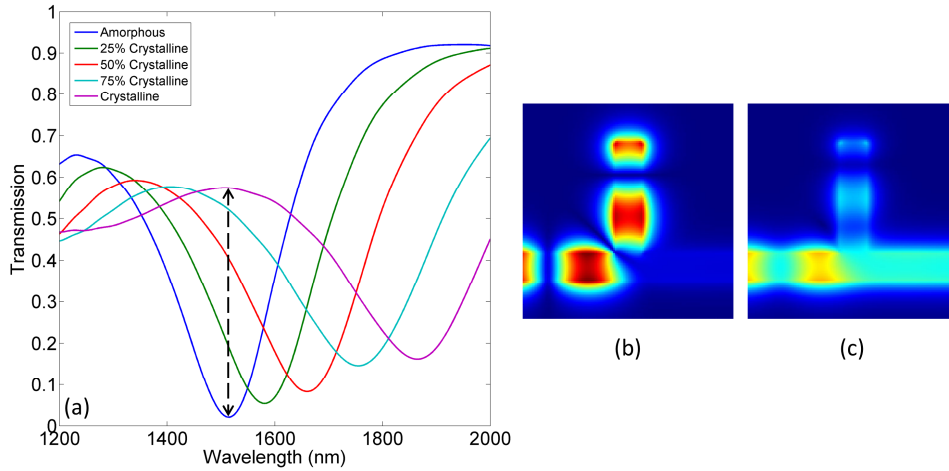 1
0.9
0.8
0.7
0.6
0.5
0.4
0.3
0.2
0.1
0
Transmission
Amorphous
25% Crystalline
50% Crystalline
75% Crystalline
Crystalline
(a)
1200 1400 1600 1800 2000
Wavelength (nm)
(b)
(c)